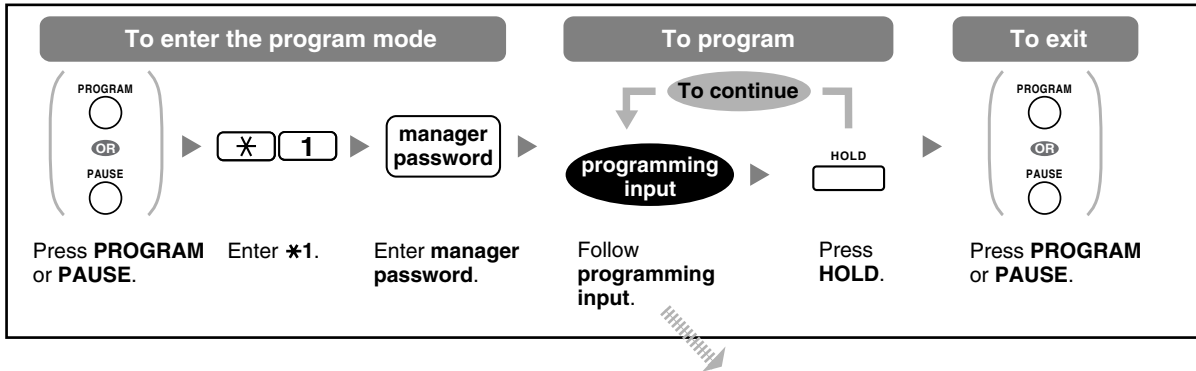 To enter the program mode
To program
To exit
PROGRAM
OR
PAUSE
* 1
manager
password
To continue
programming
input
HOLD
PROGRAM
OR
PAUSE
Press PROGRAM
or PAUSE.
Enter *1.
Enter manager
password.
Follow
programming
input.
Press
HOLD.
Press PROGRAM
or PAUSE.